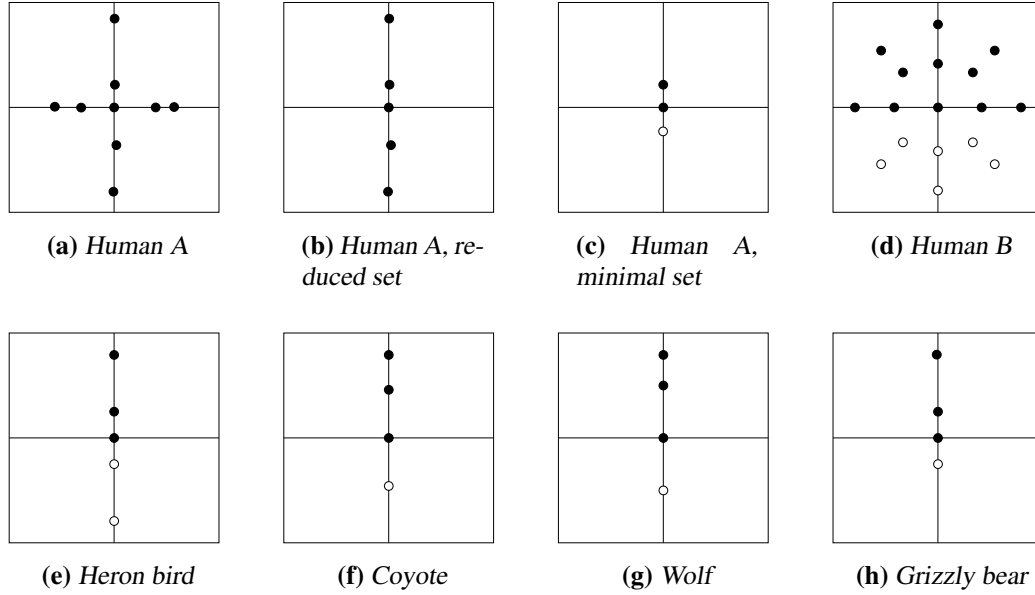 (a) Human A
(b) Human A, re-
duced set
(c) Human A,
minimal set
(d) Human B
(e) Heron bird
(f) Coyote
(g) Wolf
(h) Grizzly bear